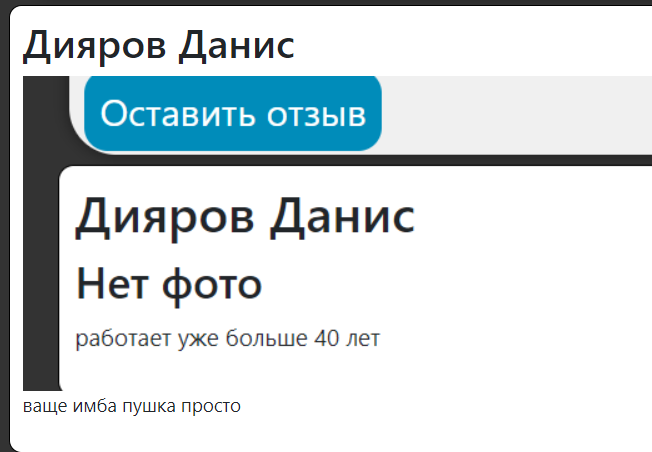 Дияров Данис
Оставить отзыв
Дияров Данис
Нет фото
работает уже больше 40 лет
ваще имба пушка просто